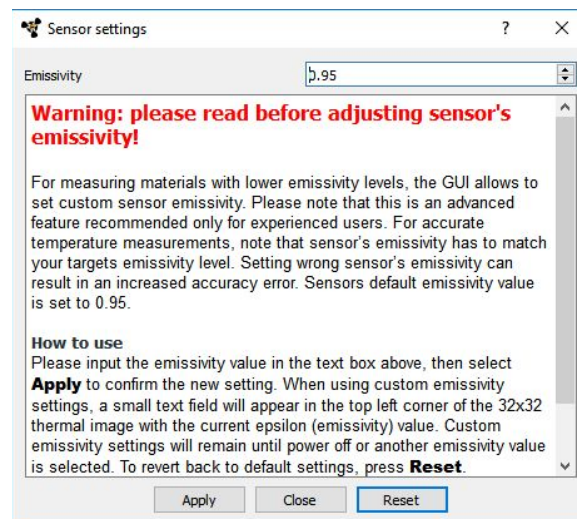 Sensor settings ? ×
Emissivity 0.95
Warning: please read before adjusting sensor's
emissivity!
For measuring materials with lower emissivity levels, the GUI allows to
set custom sensor emissivity. Please note that this is an advanced
feature recommended only for experienced users. For accurate
temperature measurements, note that sensor's emissivity has to match
your targets emissivity level. Setting wrong sensor's emissivity can
result in an increased accuracy error. Sensors default emissivity value
is set to 0.95.
How to use
Please input the emissivity value in the text box above, then select
Apply to confirm the new setting. When using custom emissivity
settings, a small text field will appear in the top left corner of the 32x32
thermal image with the current epsilon (emissivity) value. Custom
emissivity settings will remain until power off or another emissivity value
is selected. To revert back to default settings, press Reset.
Apply Close Reset